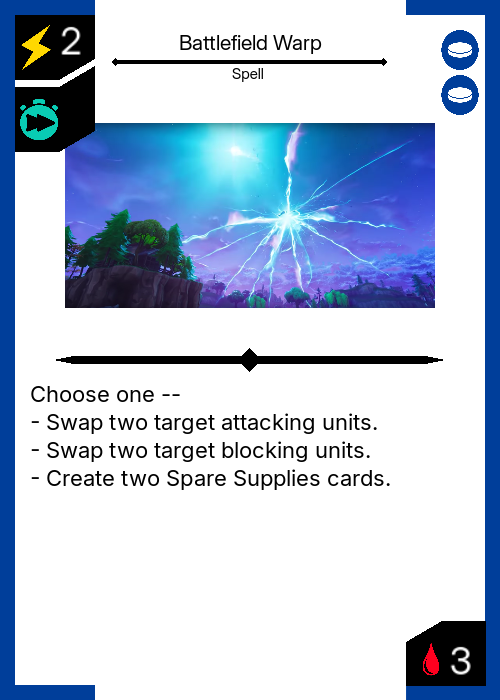 2
Battlefield Warp
Spell
Choose one --
- Swap two target attacking units.
- Swap two target blocking units.
- Create two Spare Supplies cards.
3